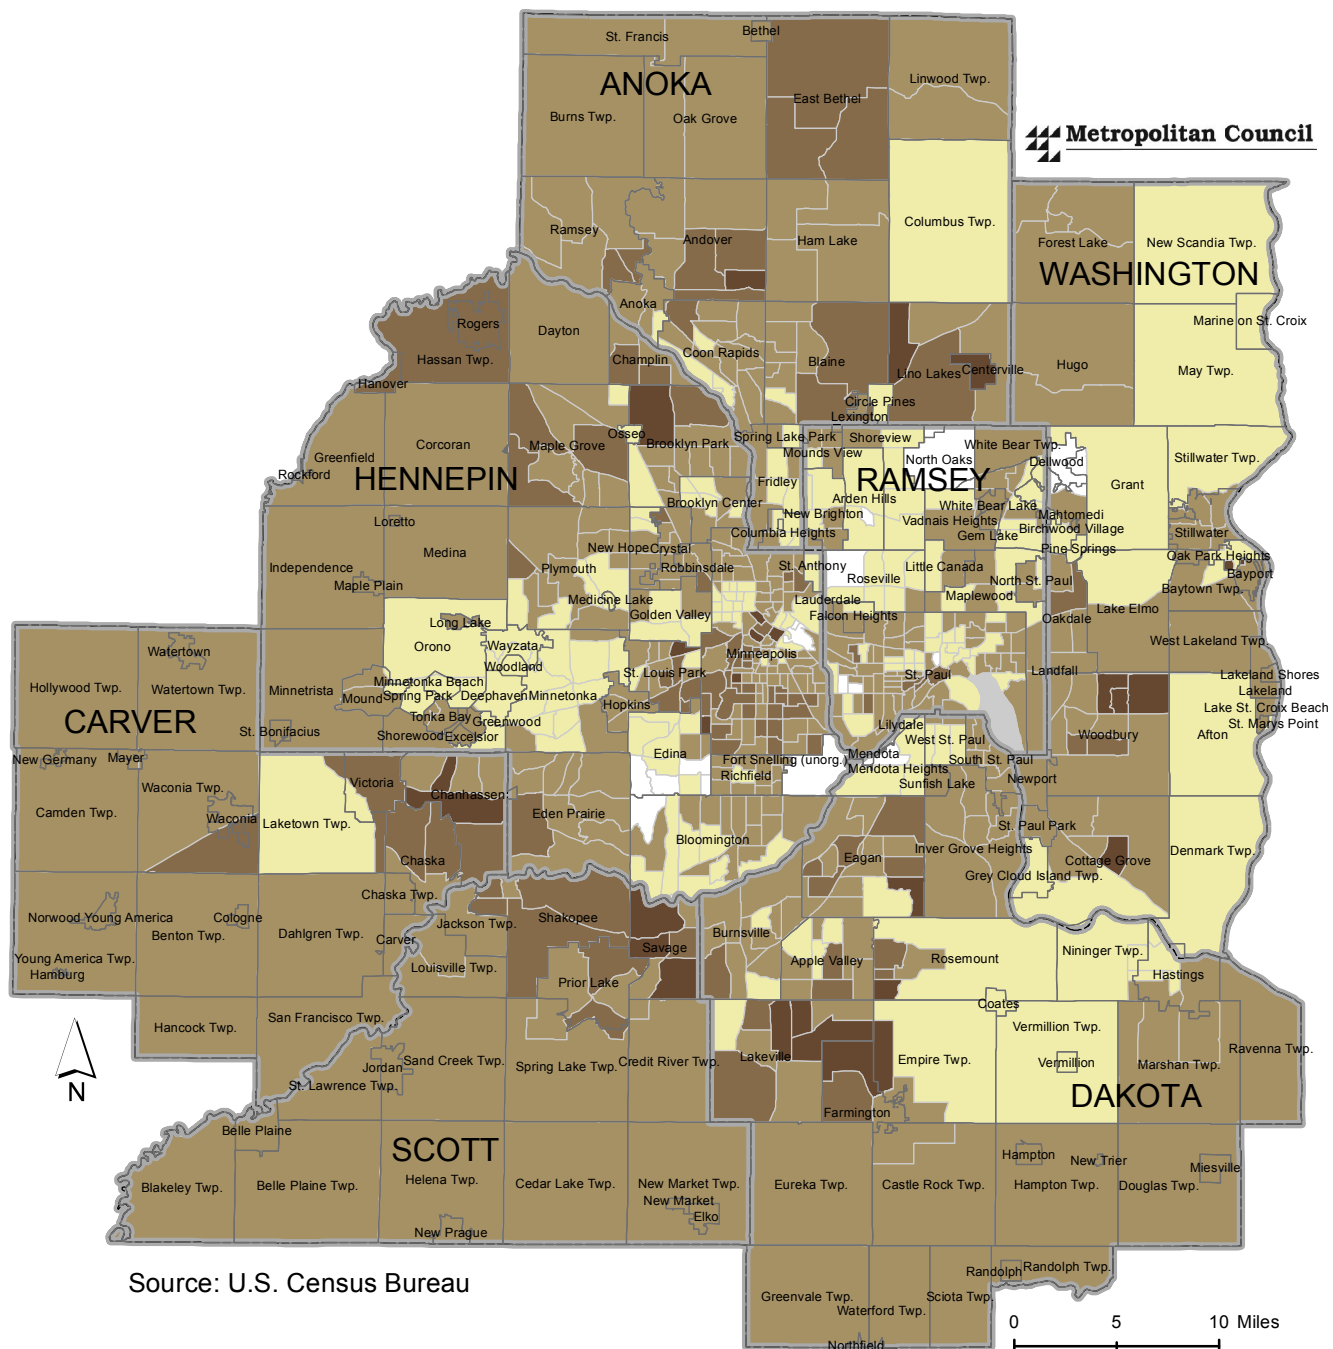 St. Francis
Bethel
ANOKA
Linwood Twp.
East Bethel
Burns Twp.
Oak Grove
Metropolitan Council
Columbus Twp.
Ramsey
Andover
Ham Lake
Forest Lake
New Scandia Twp.
WASHINGTON
Rogers
Anoka
Dayton
Marine on St. Croix
Hassan Twp.
Champlin
Coon Rapids
Blaine
Lino Lakes
Centerville
Hugo
May Twp.
Hanover
Circle Pines
Lexington
Corcoran
Maple Grove
Osseo
Brooklyn Park
Spring Lake Park
Shoreview
White Bear Twp.
Mounds View
North Oaks
Dellwood
Greenfield
Rockford
HENNEPIN
Fridley
RAMSEY
Grant
Stillwater Twp.
Brooklyn Center
Arden Hills
New Brighton
White Bear Lake
Mahtomedi
Loretto
Vadnais Heights
Birchwood Village
Columbia Heights
Gem Lake
Stillwater
Medina
New Hope
Crystal
Pine Springs
Oak Park Heights
Independence
Plymouth
Robbinsdale
St. Anthony
Roseville
Little Canada
North St. Paul
Bayport
Maple Plain
Baytown Twp.
Medicine Lake
Lauderdale
Maplewood
Lake Elmo
Golden Valley
Falcon Heights
Oakdale
Long Lake
Orono
Wayzata
West Lakeland Twp.
Watertown
Woodland
Minneapolis
St. Louis Park
St. Paul
Landfall
Lakeland Shores
Hollywood Twp.
Watertown Twp.
Minnetrista
Minnetonka Beach
Lakeland
Mound
Spring Park
Deephaven
Minnetonka
Hopkins
Lake St. Croix Beach
CARVER
Tonka Bay
Greenwood
Lilydale
St. Marys Point
St. Bonifacius
Shorewood
Excelsior
West St. Paul
Woodbury
Afton
New Germany
Mayer
Edina
Fort Snelling (unorg.)
Mendota
South St. Paul
Richfield
Mendota Heights
Newport
Waconia Twp.
Victoria
Sunfish Lake
Chanhassen
Camden Twp.
Waconia
Laketown Twp.
Eden Prairie
St. Paul Park
Bloomington
Inver Grove Heights
Denmark Twp.
Chaska
Eagan
Cottage Grove
Grey Cloud Island Twp.
Chaska Twp.
Norwood Young America
Cologne
Jackson Twp.
Shakopee
Benton Twp.
Dahlgren Twp.
Carver
Savage
Burnsville
Nininger Twp.
Young America Twp.
Louisville Twp.
Apple Valley
Rosemount
Hamburg
Prior Lake
Hastings
Coates
Hancock Twp.
San Francisco Twp.
Vermillion Twp.
Ravenna Twp.
Sand Creek Twp.
Spring Lake Twp.
Credit River Twp.
Lakeville
Empire Twp.
Vermillion
Marshan Twp.
Jordan
N
St. Lawrence Twp.
DAKOTA
Farmington
Belle Plaine
SCOTT
Hampton
New Trier
Miesville
Blakeley Twp.
Belle Plaine Twp.
Helena Twp.
Cedar Lake Twp.
New Market Twp.
Eureka Twp.
Castle Rock Twp.
Hampton Twp.
Douglas Twp.
New Market
Elko
New Prague
Source: U.S. Census Bureau
Randolph
Randolph Twp.
Greenvale Twp.
Sciota Twp.
Waterford Twp.
0 5 10 Miles
Northfield